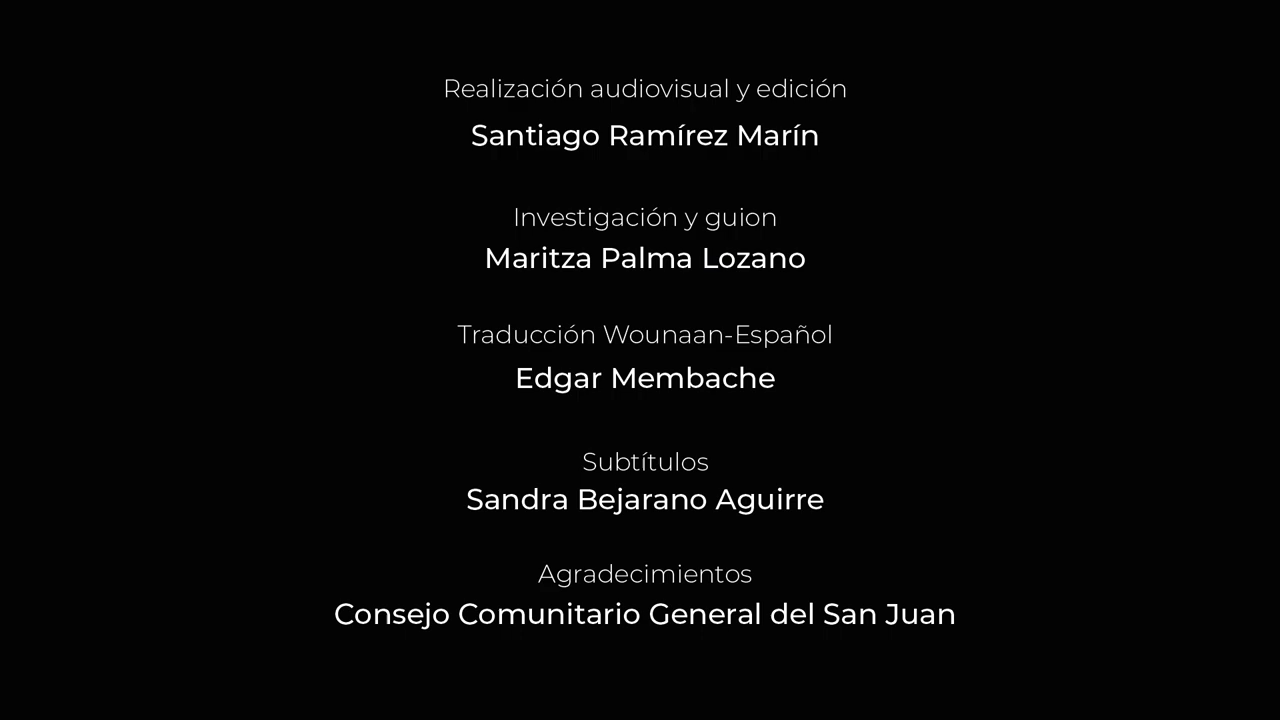 Realización audiovisual y edición
Santiago Ramírez Marín
Investigación y guion
Maritza Palma Lozano
Traducción Wounaan-Español
Edgar Membache
Subtítulos
Sandra Bejarano Aguirre
Agradecimientos
Consejo Comunitario General del San Juan